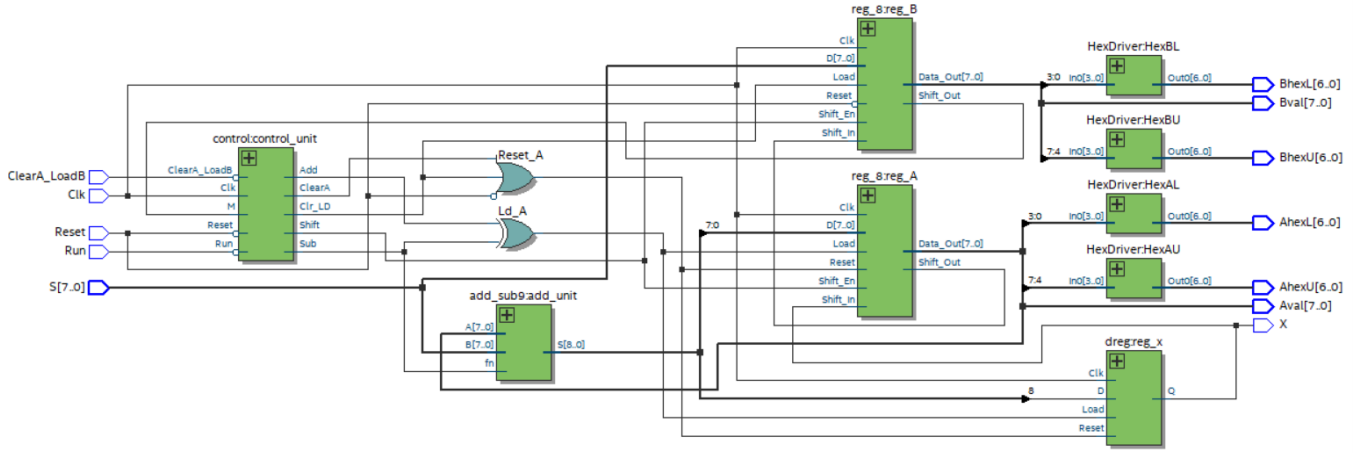 reg_8:reg_B
Clk
D[7..0]
Load
Reset
Shift_En
Shift_In
Data_Out[7..0]
Shift_Out
HexDriver:HexBL
3:0
In0[3..0]
Out0[6..0]
BhexL[6..0]
Bval[7..0]
HexDriver:HexBU
7:4
In0[3..0]
Out0[6..0]
BhexU[6..0]
control:control_unit
ClearA_LoadB
Clk
Reset
Run
S[7..0]
ClearA_LoadB
Clk
M
Reset
Run
Add
ClearA
Clr_LD
Shift
Sub
Reset_A
Ld_A
add_sub9:add_unit
A[7..0]
B[7..0]
fn
S[8..0]
reg_8:reg_A
7:0
Clk
D[7..0]
Load
Reset
Shift_En
Shift_In
Data_Out[7..0]
Shift_Out
HexDriver:HexAL
3:0
In0[3..0]
Out0[6..0]
AhexL[6..0]
HexDriver:HexAU
7:4
In0[3..0]
Out0[6..0]
AhexU[6..0]
Aval[7..0]
X
dreg:reg_x
8
Clk
D
Load
Reset
Q